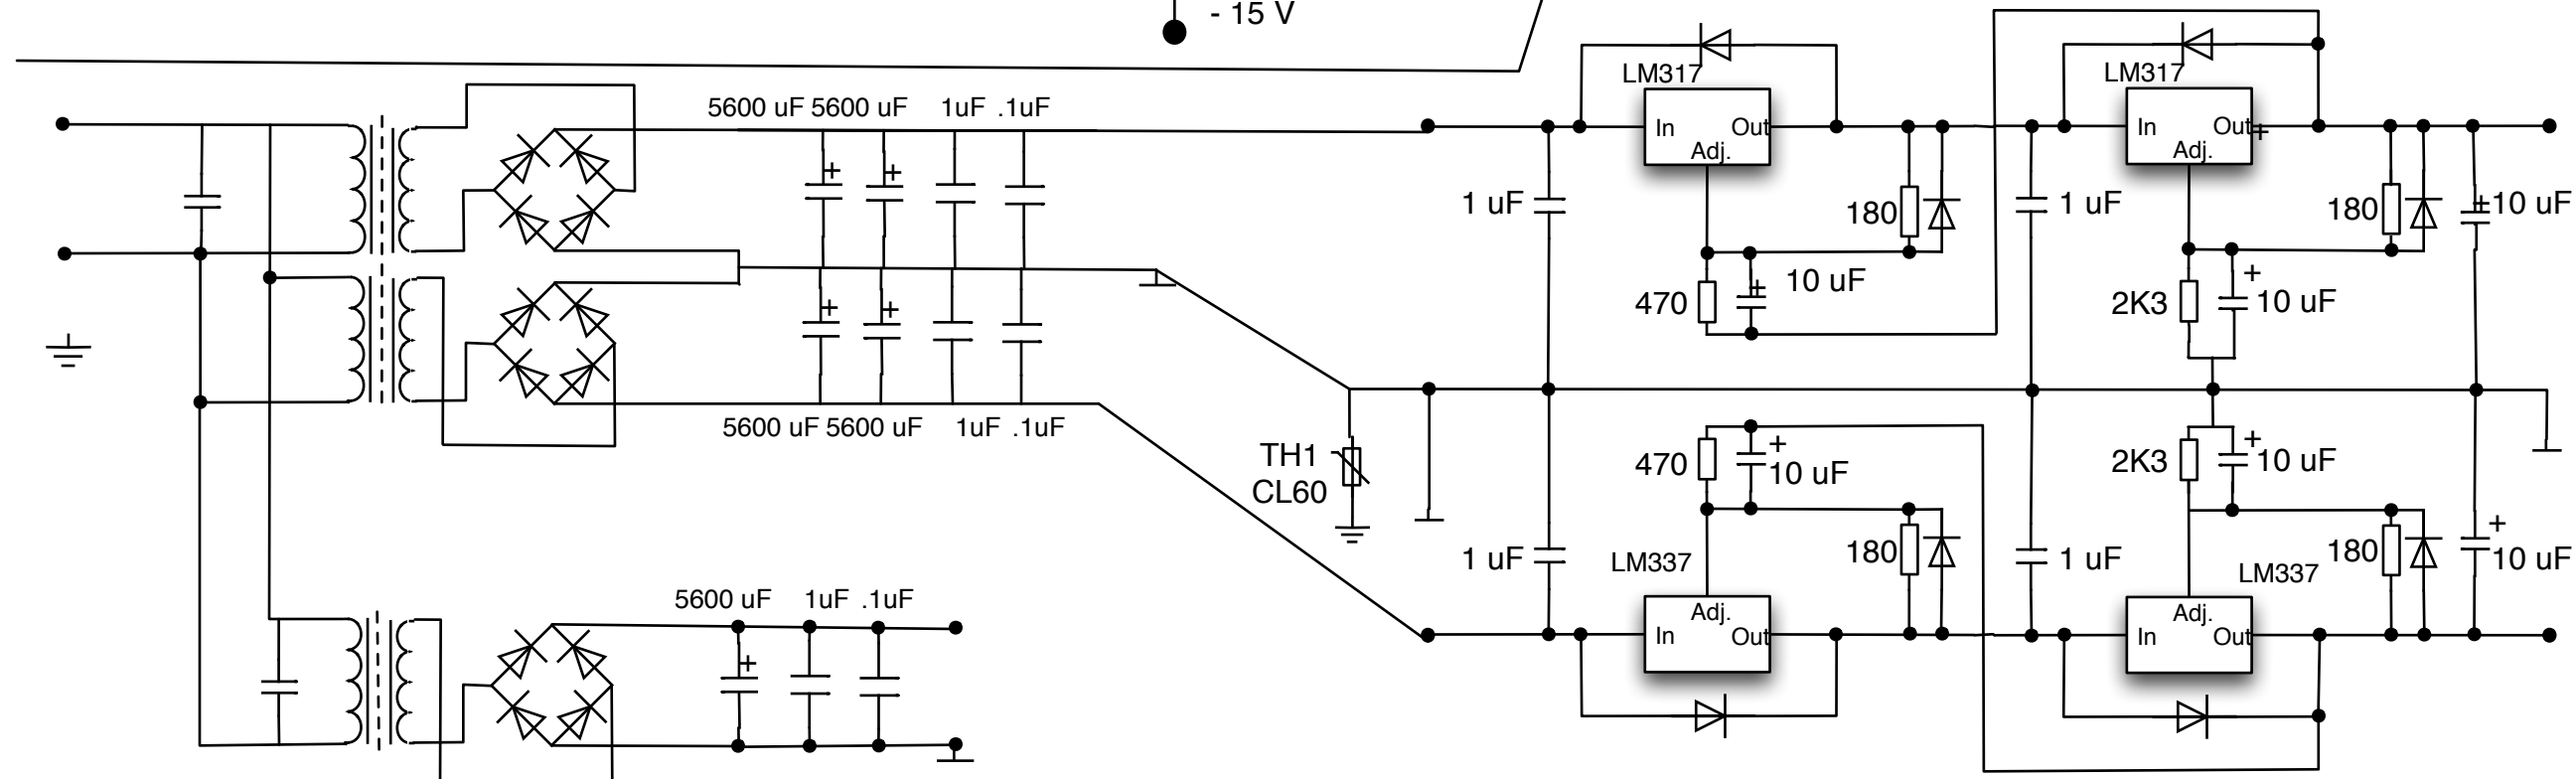 - 15 V
5600 uF 5600 uF 1uF .1uF
5600 uF 5600 uF 1uF .1uF
5600 uF 1uF .1uF
TH1
CL60
LM317
In Out
Adj.
1 uF
180
470
+ 10 uF
LM317
In Out
+
Adj.
1 uF
180
+ 10 uF
2K3
+
10 uF
470
+
10 uF
1 uF
LM337
180
Adj.
In Out
2K3
+
10 uF
1 uF
LM337
180
+
10 uF
Adj.
In Out
+ +
+ +
+